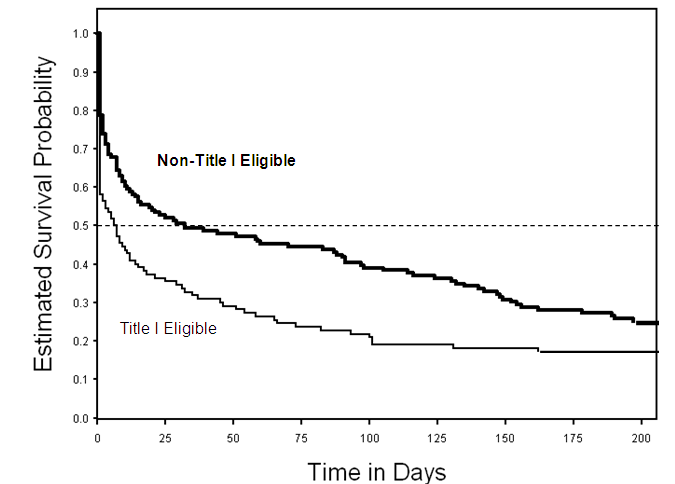 Estimated Survival Probability
1.0
0.9
0.8
0.7
0.6
0.5
0.4
0.3
0.2
0.1
0.0
Non-Title I Eligible
Title I Eligible
0 25 50 75 100 125 150 175 200
Time in Days